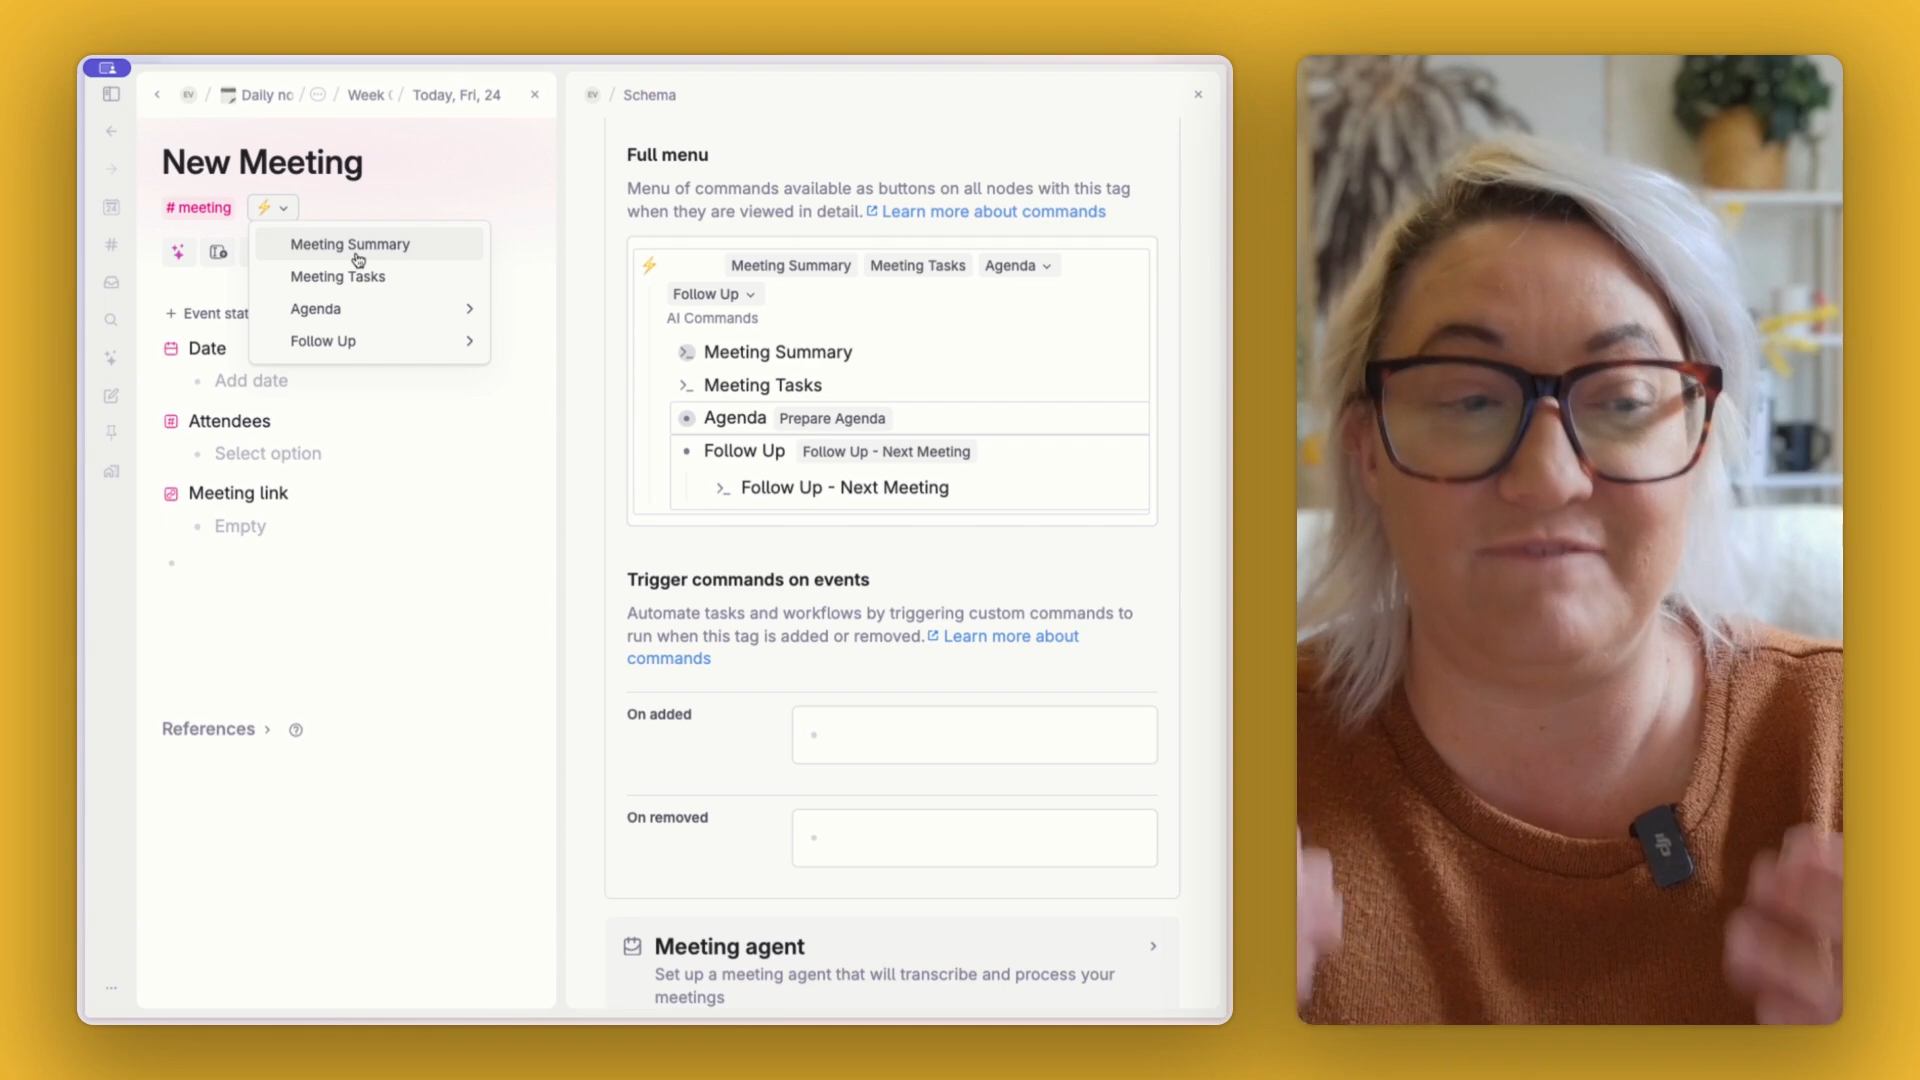 EV / Daily no / / Week ( / Today, Fri, 24
New Meeting
# meeting
Meeting Summary
Meeting Tasks
Agenda
Follow Up
+ Event stat
Date
Add date
Attendees
Select option
Meeting link
Empty
References
24
EV / Schema
Full menu
Menu of commands available as buttons on all nodes with this tag
when they are viewed in detail. Learn more about commands
Meeting Summary Meeting Tasks Agenda
Follow Up
AI Commands
Meeting Summary
Meeting Tasks
Agenda Prepare Agenda
Follow Up Follow Up - Next Meeting
Follow Up - Next Meeting
Trigger commands on events
Automate tasks and workflows by triggering custom commands to
run when this tag is added or removed. Learn more about
commands
On added
On removed
Meeting agent
Set up a meeting agent that will transcribe and process your
meetings
dji